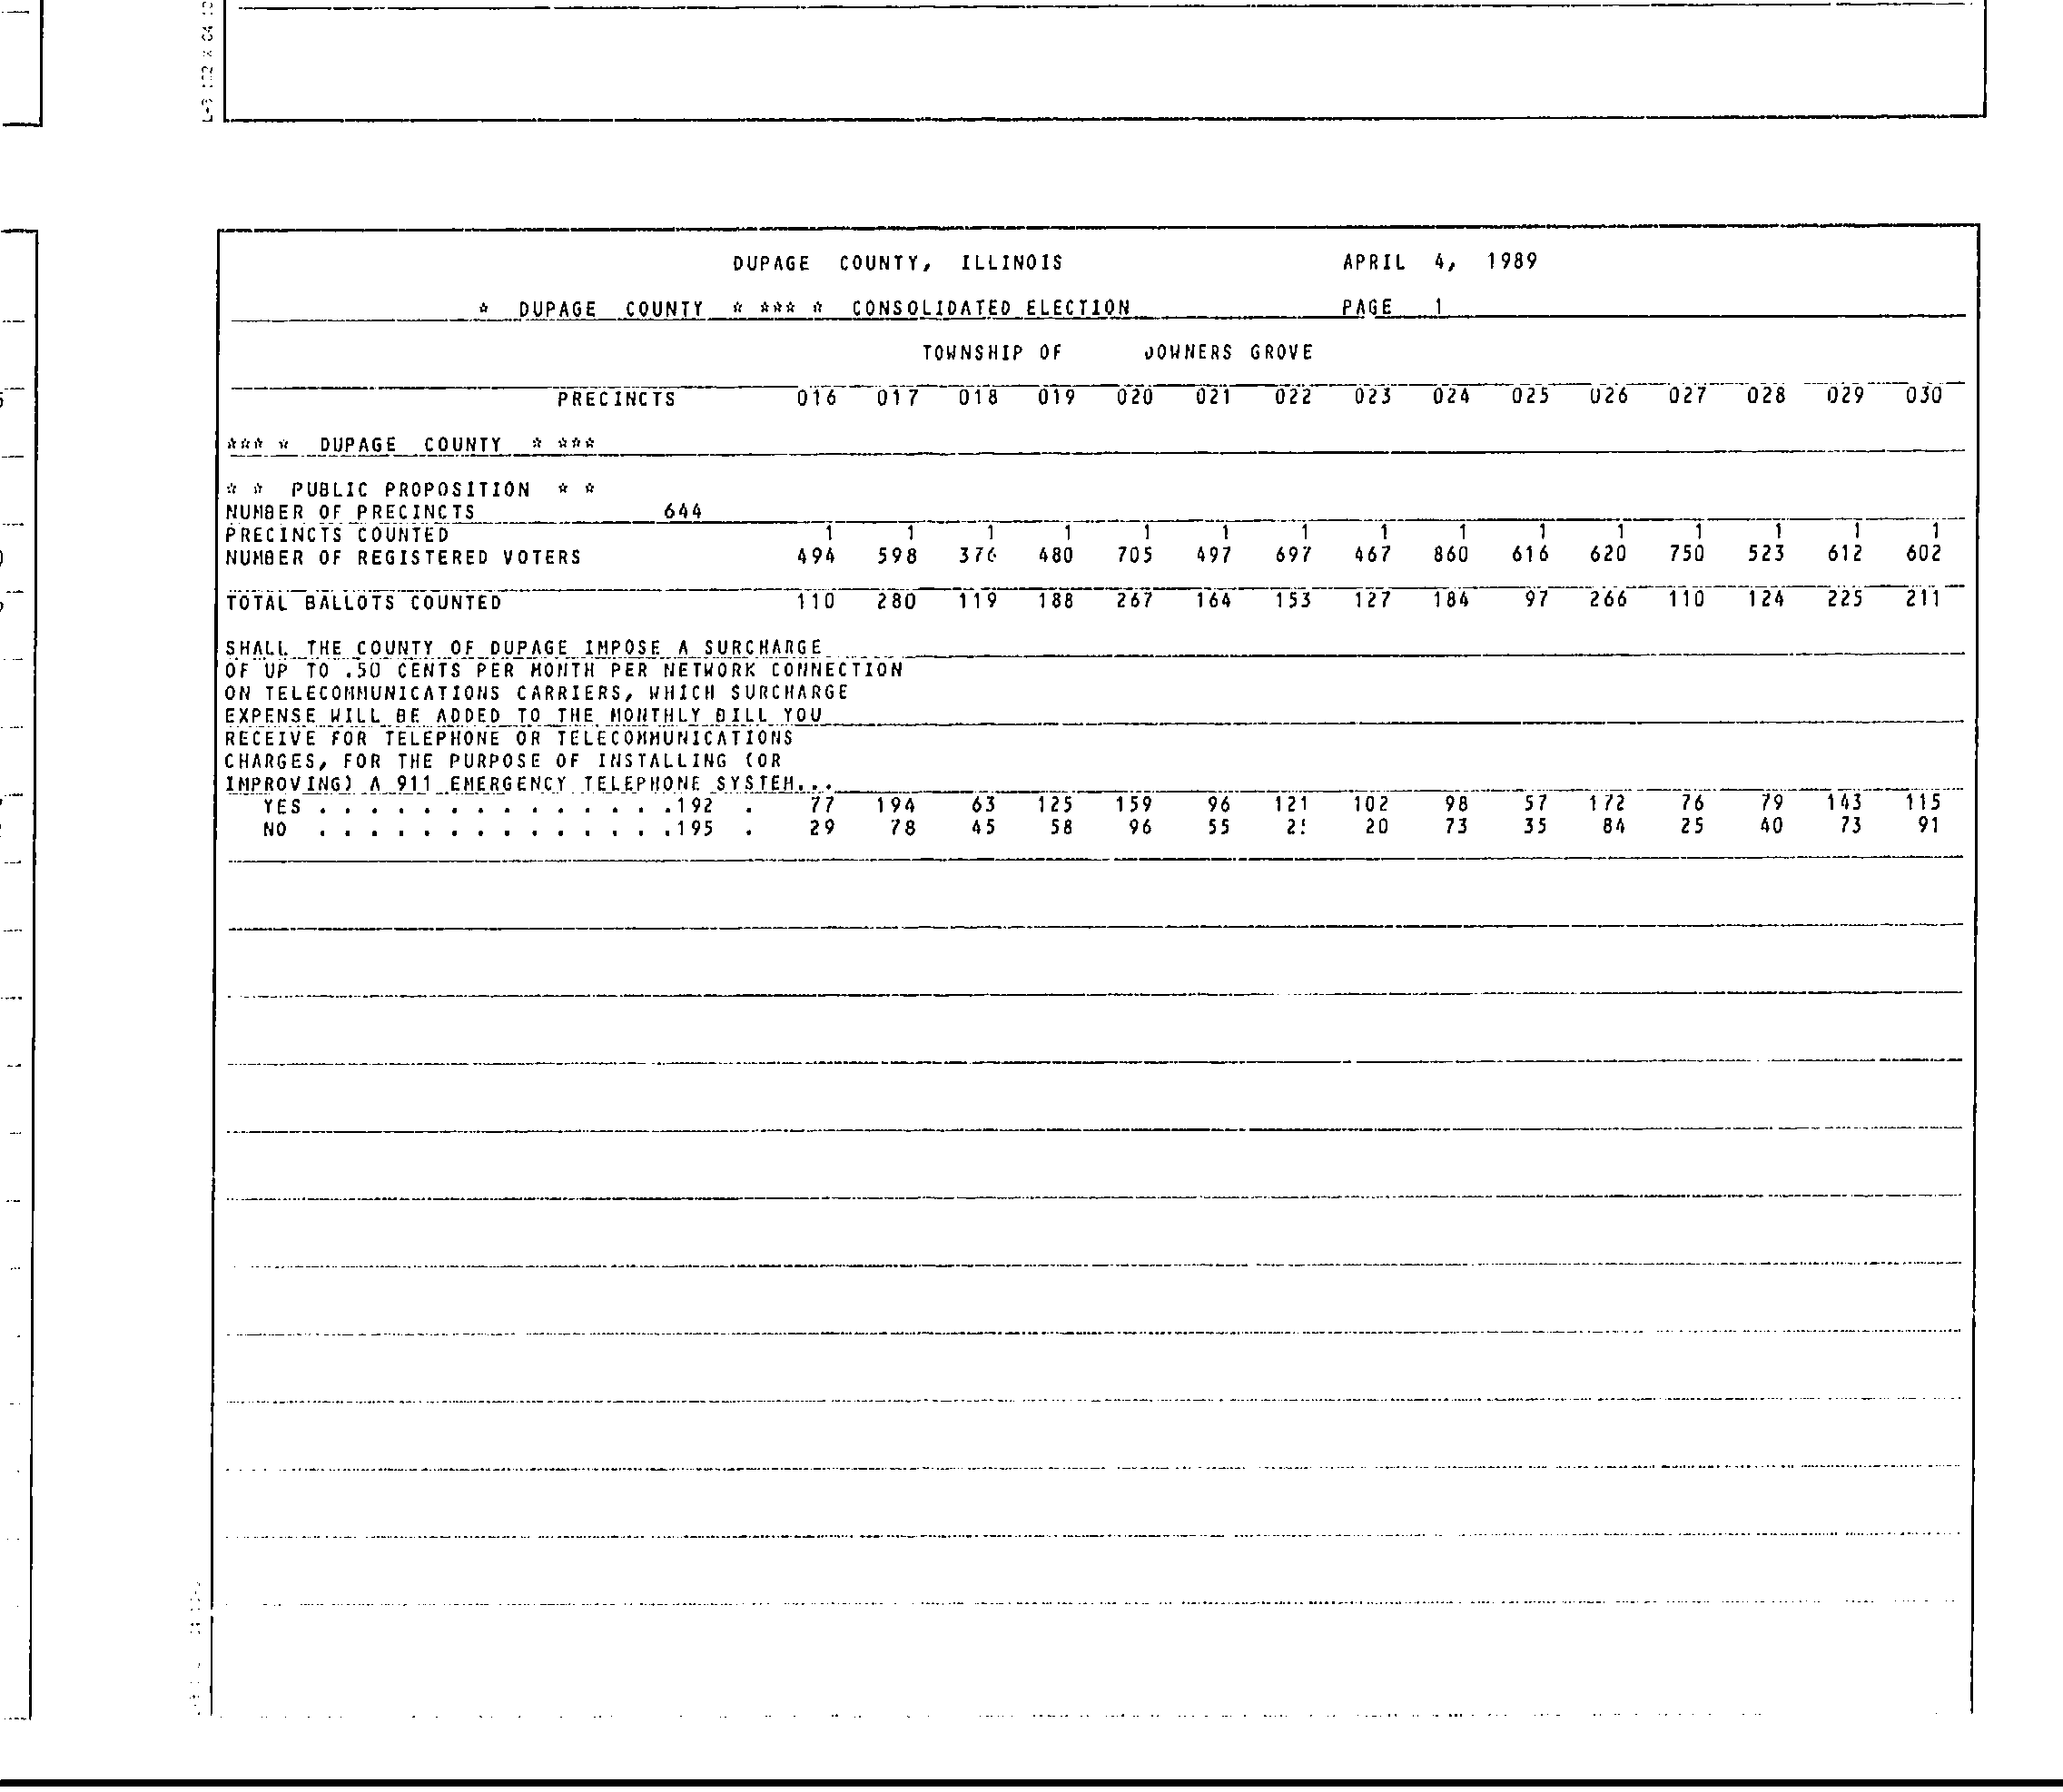 DUPAGE COUNTY, ILLINOIS APRIL 4, 1989
* DUPAGE COUNTY * *** * CONSOLIDATED ELECTION PAGE 1
TOWNSHIP OF DOWNERS GROVE
PRECINCTS 016 017 018 019 020 021 022 023 024 025 026 027 028 029 030
*** * DUPAGE COUNTY * ***
* * PUBLIC PROPOSITION * *
NUMBER OF PRECINCTS 644
PRECINCTS COUNTED 1 1 1 1 1 1 1 1 1 1 1 1 1 1 1
NUMBER OF REGISTERED VOTERS 494 598 376 480 705 497 697 467 860 616 620 750 523 612 602
TOTAL BALLOTS COUNTED 110 280 119 188 267 164 153 127 184 97 266 110 124 225 211
SHALL THE COUNTY OF DUPAGE IMPOSE A SURCHARGE
OF UP TO .50 CENTS PER MONTH PER NETWORK CONNECTION
ON TELECOMMUNICATIONS CARRIERS, WHICH SURCHARGE
EXPENSE WILL BE ADDED TO THE MONTHLY BILL YOU
RECEIVE FOR TELEPHONE OR TELECOMMUNICATIONS
CHARGES, FOR THE PURPOSE OF INSTALLING (OR
IMPROVING) A 911 EMERGENCY TELEPHONE SYSTEM...
YES . . . . . . . . . . . . . .192 . 77 194 63 125 159 96 121 102 98 57 172 76 79 143 115
NO . . . . . . . . . . . . . .195 . 29 78 45 58 96 55 20 73 35 84 25 40 73 91